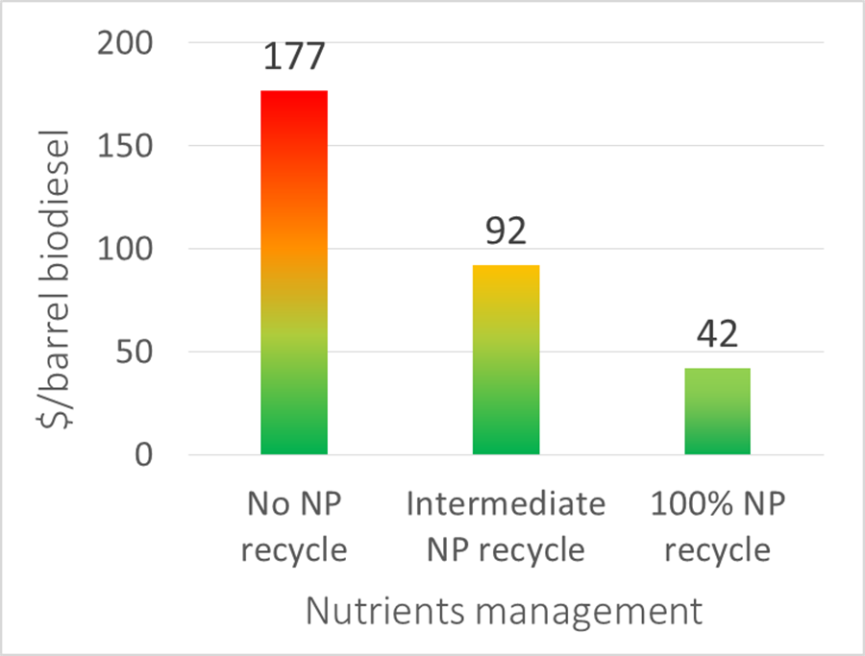 $/barrel biodiesel
200
150
100
50
0
177
92
42
No NP
recycle
Intermediate
NP recycle
100% NP
recycle
Nutrients management